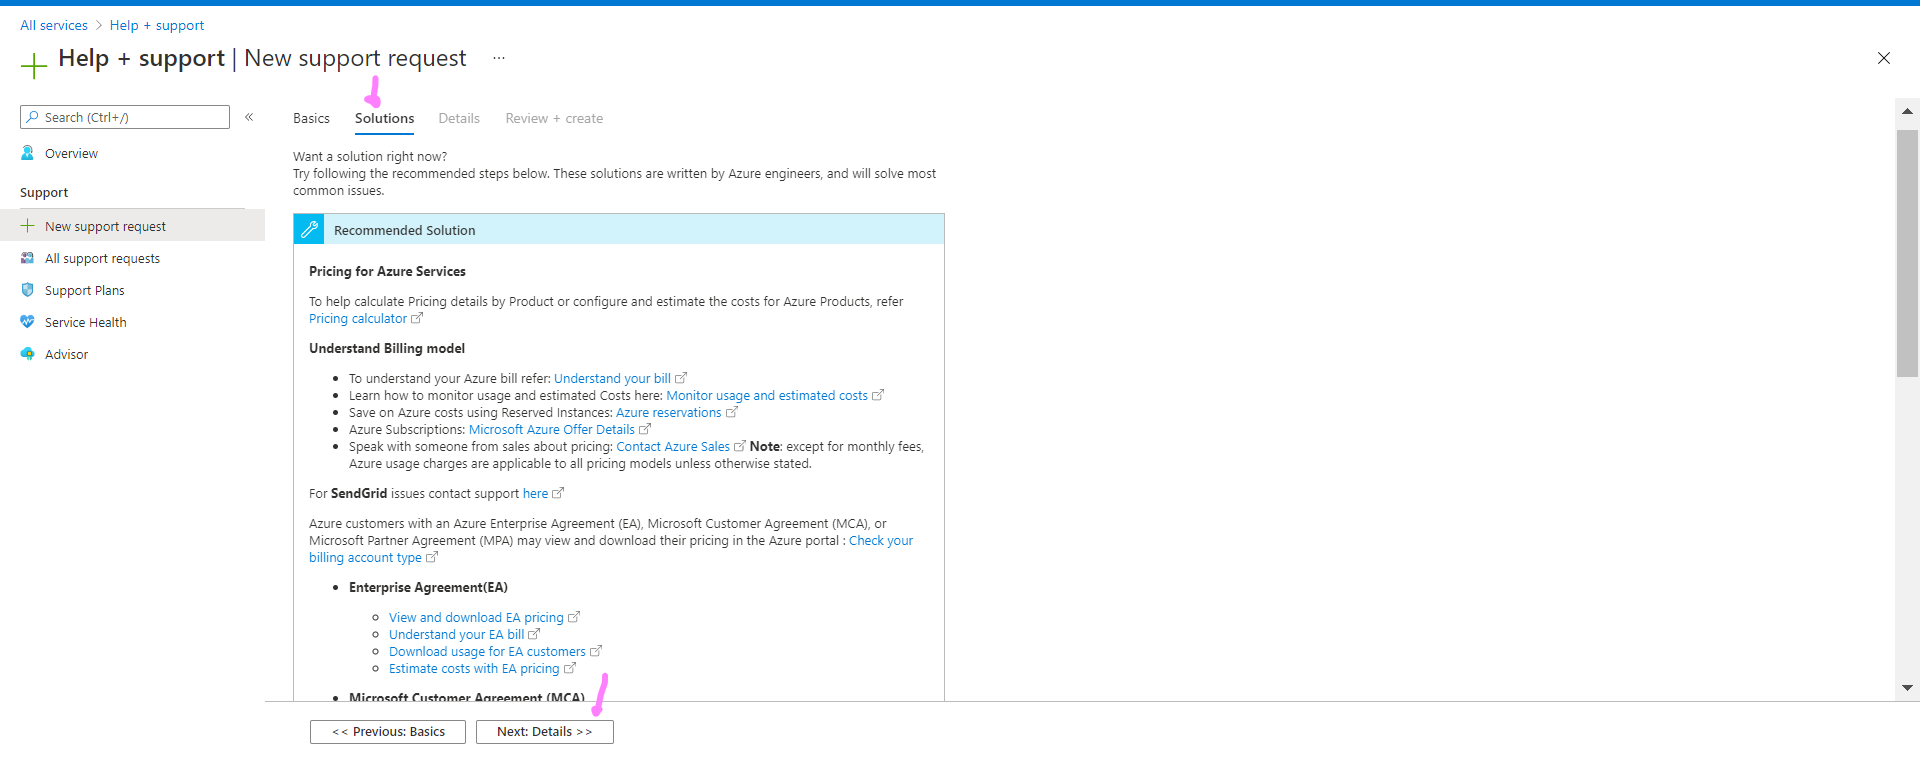 All services > Help + support
Help + support | New support request ...
Search (Ctrl+/) «
Overview
Support
New support request
All support requests
Support Plans
Service Health
Advisor
Basics Solutions Details Review + create
Want a solution right now?
Try following the recommended steps below. These solutions are written by Azure engineers, and will solve most
common issues.
Recommended Solution
Pricing for Azure Services
To help calculate Pricing details by Product or configure and estimate the costs for Azure Products, refer
Pricing calculator
Understand Billing model
• To understand your Azure bill refer: Understand your bill
• Learn how to monitor usage and estimated Costs here: Monitor usage and estimated costs
• Save on Azure costs using Reserved Instances: Azure reservations
• Azure Subscriptions: Microsoft Azure Offer Details
• Speak with someone from sales about pricing: Contact Azure Sales Note: except for monthly fees,
Azure usage charges are applicable to all pricing models unless otherwise stated.
For SendGrid issues contact support here
Azure customers with an Azure Enterprise Agreement (EA), Microsoft Customer Agreement (MCA), or
Microsoft Partner Agreement (MPA) may view and download their pricing in the Azure portal : Check your
billing account type
• Enterprise Agreement(EA)
○ View and download EA pricing
○ Understand your EA bill
○ Download usage for EA customers
○ Estimate costs with EA pricing
• Microsoft Customer Agreement (MCA)
<< Previous: Basics Next: Details >>